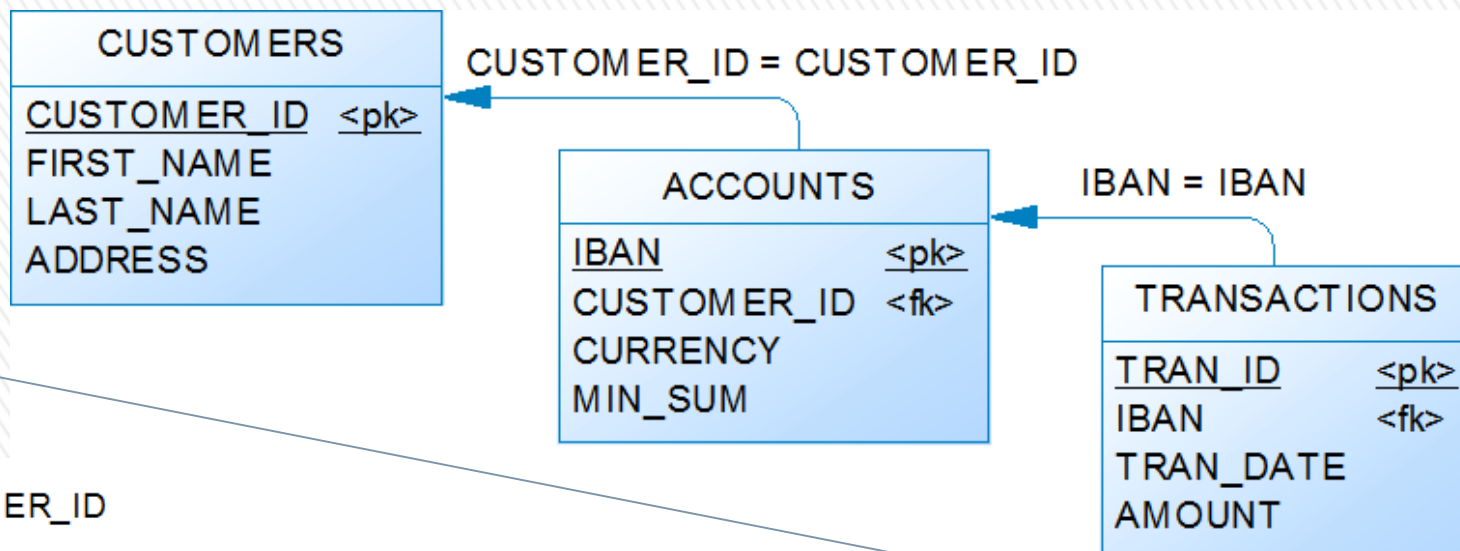 CUSTOMERS
CUSTOMER_ID <pk>
FIRST_NAME
LAST_NAME
ADDRESS
CUSTOMER_ID = CUSTOMER_ID
ACCOUNTS
IBAN <pk>
CUSTOMER_ID <fk>
CURRENCY
MIN_SUM
IBAN = IBAN
TRANSACTIONS
TRAN_ID <pk>
IBAN <fk>
TRAN_DATE
AMOUNT
ER_ID